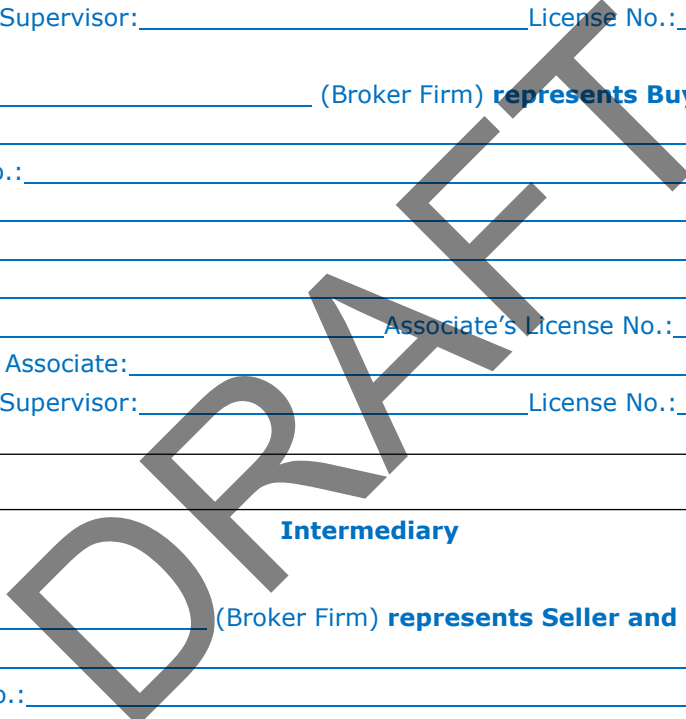 Supervisor: License No.:
(Broker Firm) represents Buy
o.:
Associate's License No.:
Associate:
Supervisor: License No.:
Intermediary
(Broker Firm) represents Seller and
o.:
DRAFT